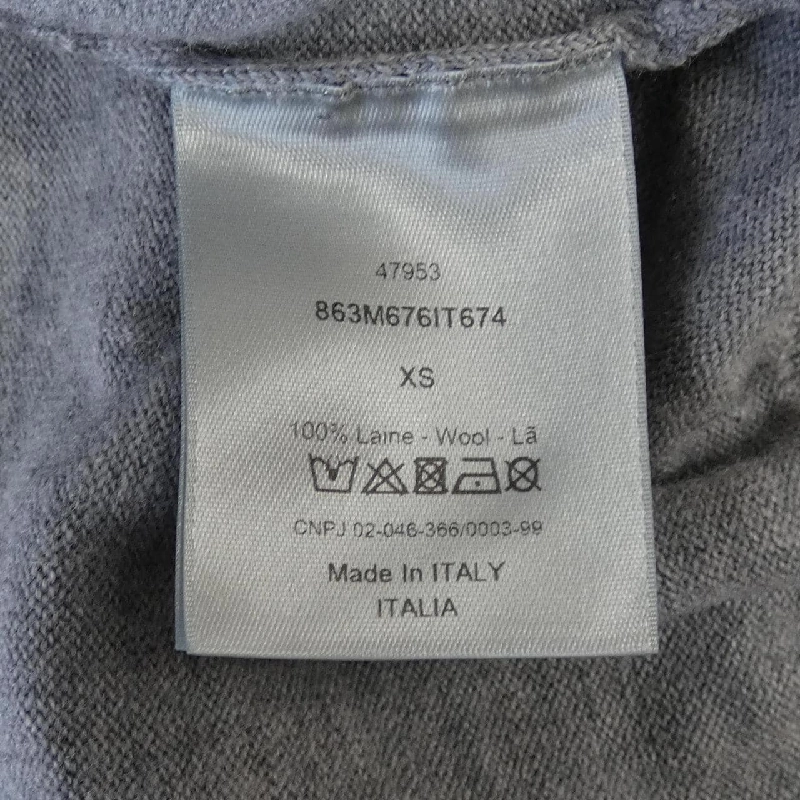 47953
863M676IT674
XS
100% Laine - Wool - Lã
CNPJ 02-046-366/0003-99
Made In ITALY
ITALIA